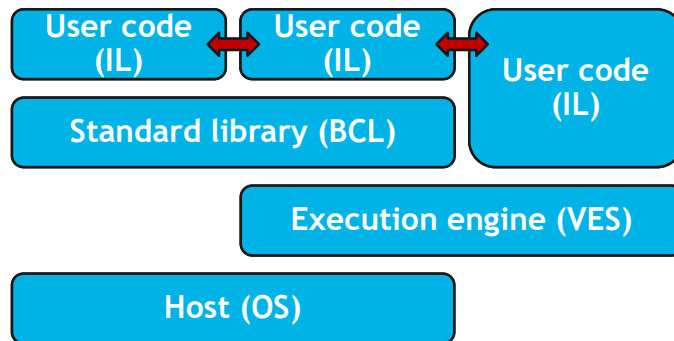 User code
(IL)
User code
(IL)
User code
(IL)
Standard library (BCL)
Execution engine (VES)
Host (OS)